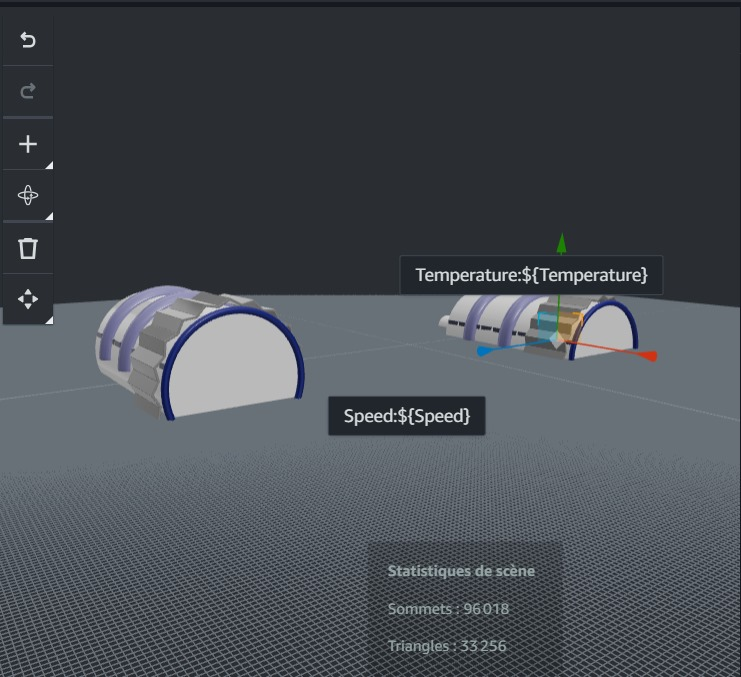 Temperature:${Temperature}
Speed:${Speed}
Statistiques de scène
Sommets : 96 018
Triangles : 33 256